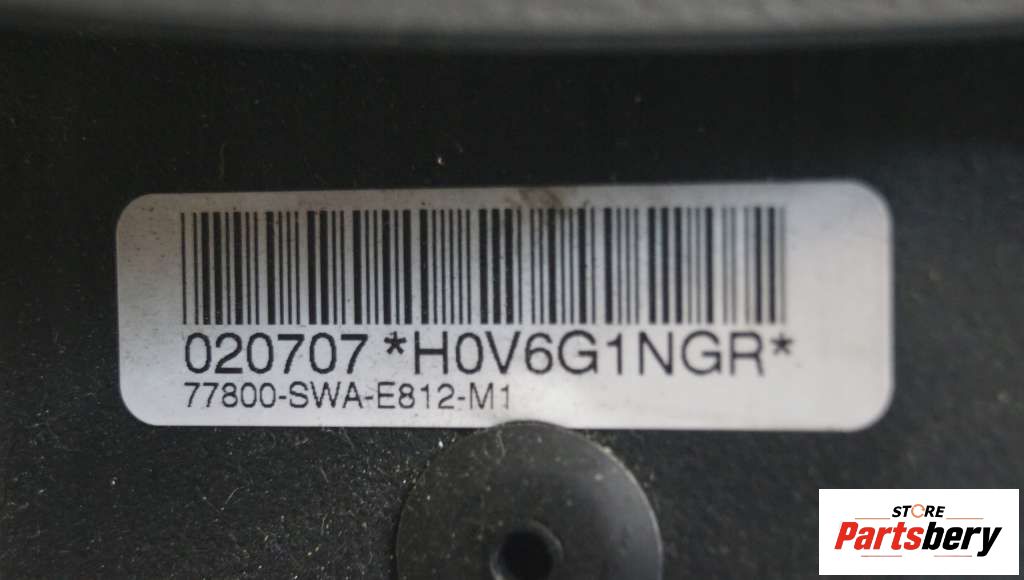 020707 *H0V6G1NGR*
77800-SWA-E812-M1
STORE
Partsbery